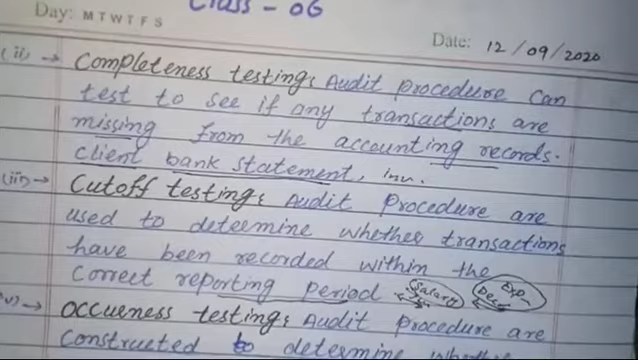 Class - 06
Day: M T W T F S
Date: 12/09/2020
(ii) → Completeness testing: Audit procedure can
test to see if any transactions are
missing from the accounting records.
Client bank statement, inv.
(iii) → Cutoff testing: Audit Procedure are
used to determine whether transactions
have been recorded within the
Correct reporting period. Salary Dec Exp
v) → occueness testing: Audit Procedure are
Constructed to determine whether